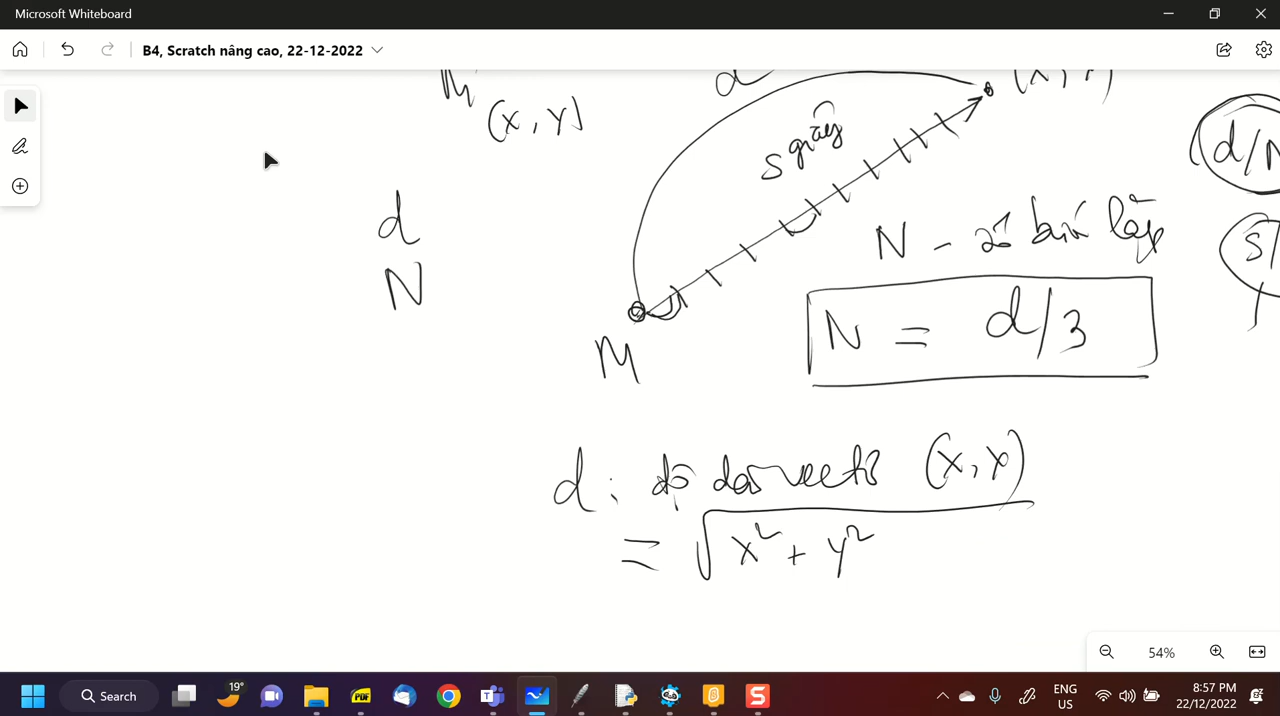 Microsoft Whiteboard
B4, Scratch nâng cao, 22-12-2022
d
(x, y)
(x, y)
s giây
d/N
d
N
N - số bước lặp
S/
N = d/3
M
d: độ dài vectơ (x, y)
= √x² + y²
54%
Search
19°
PDF
ENG
US
8:57 PM
22/12/2022